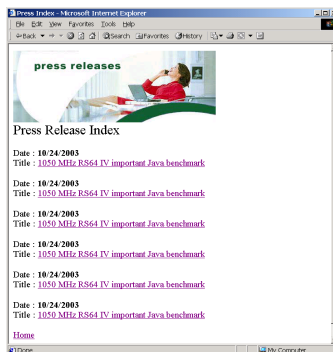 Press Index - Microsoft Internet Explorer
File Edit View Favorites Tools Help
Back Search Favorites History
press releases
Press Release Index
Date : 10/24/2003
Title : 1050 MHz RS64 IV important Java benchmark
Date : 10/24/2003
Title : 1050 MHz RS64 IV important Java benchmark
Date : 10/24/2003
Title : 1050 MHz RS64 IV important Java benchmark
Date : 10/24/2003
Title : 1050 MHz RS64 IV important Java benchmark
Date : 10/24/2003
Title : 1050 MHz RS64 IV important Java benchmark
Date : 10/24/2003
Title : 1050 MHz RS64 IV important Java benchmark
Home
Done My Computer